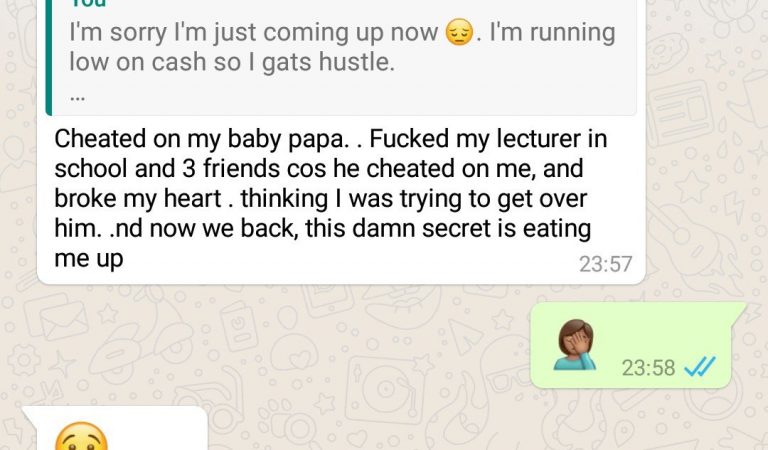 You
I'm sorry I'm just coming up now 😔. I'm running
low on cash so I gats hustle.
...
Cheated on my baby papa. . Fucked my lecturer in
school and 3 friends cos he cheated on me, and
broke my heart . thinking I was trying to get over
him. .nd now we back, this damn secret is eating
me up
23:57
🤦🏽‍♀️
23:58